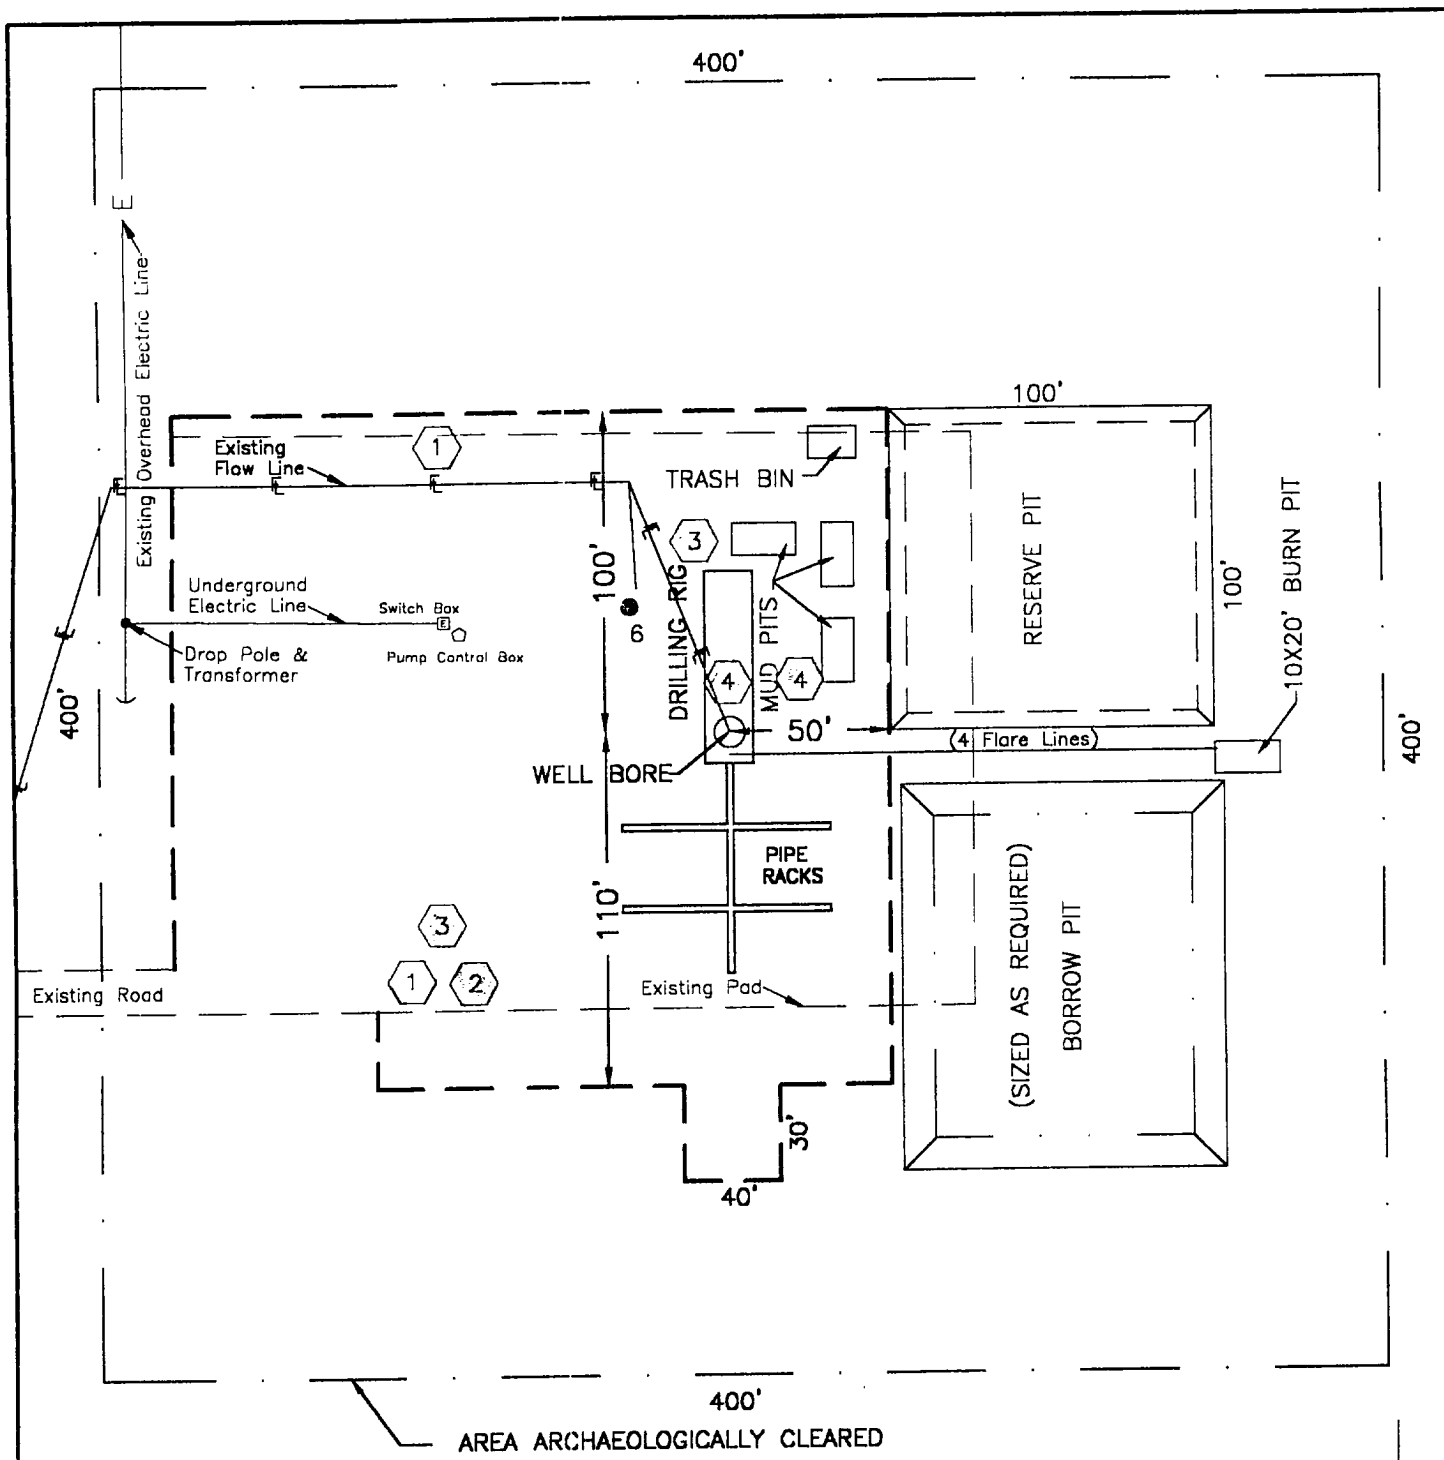 400'
E
Existing Overhead Electric Line
100'
Existing
Flow Line
1
TRASH BIN
RESERVE PIT
100'
10X20' BURN PIT
3
100'
Underground
Electric Line
Switch Box
E
Pump Control Box
6
DRILLING RIG
MUD PITS
Drop Pole &
Transformer
4
4
400'
50'
(4 Flare Lines)
400'
WELL BORE
PIPE
RACKS
110'
(SIZED AS REQUIRED)
BORROW PIT
3
1
2
Existing Road
Existing Pad
30'
40'
400'
AREA ARCHAEOLOGICALLY CLEARED